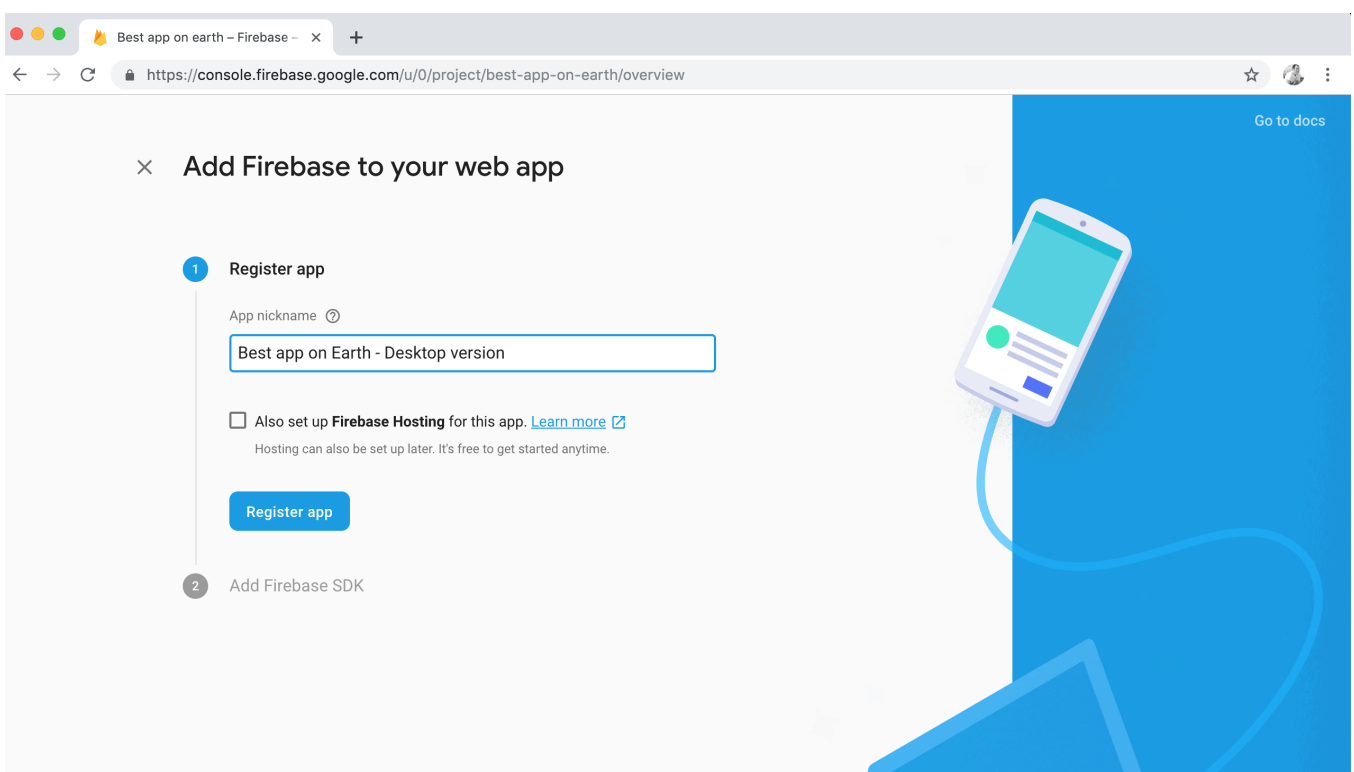 Best app on earth – Firebase –
https://console.firebase.google.com/u/0/project/best-app-on-earth/overview
Go to docs
Add Firebase to your web app
1 Register app
App nickname
Best app on Earth - Desktop version
Also set up Firebase Hosting for this app. Learn more
Hosting can also be set up later. It's free to get started anytime.
Register app
2 Add Firebase SDK